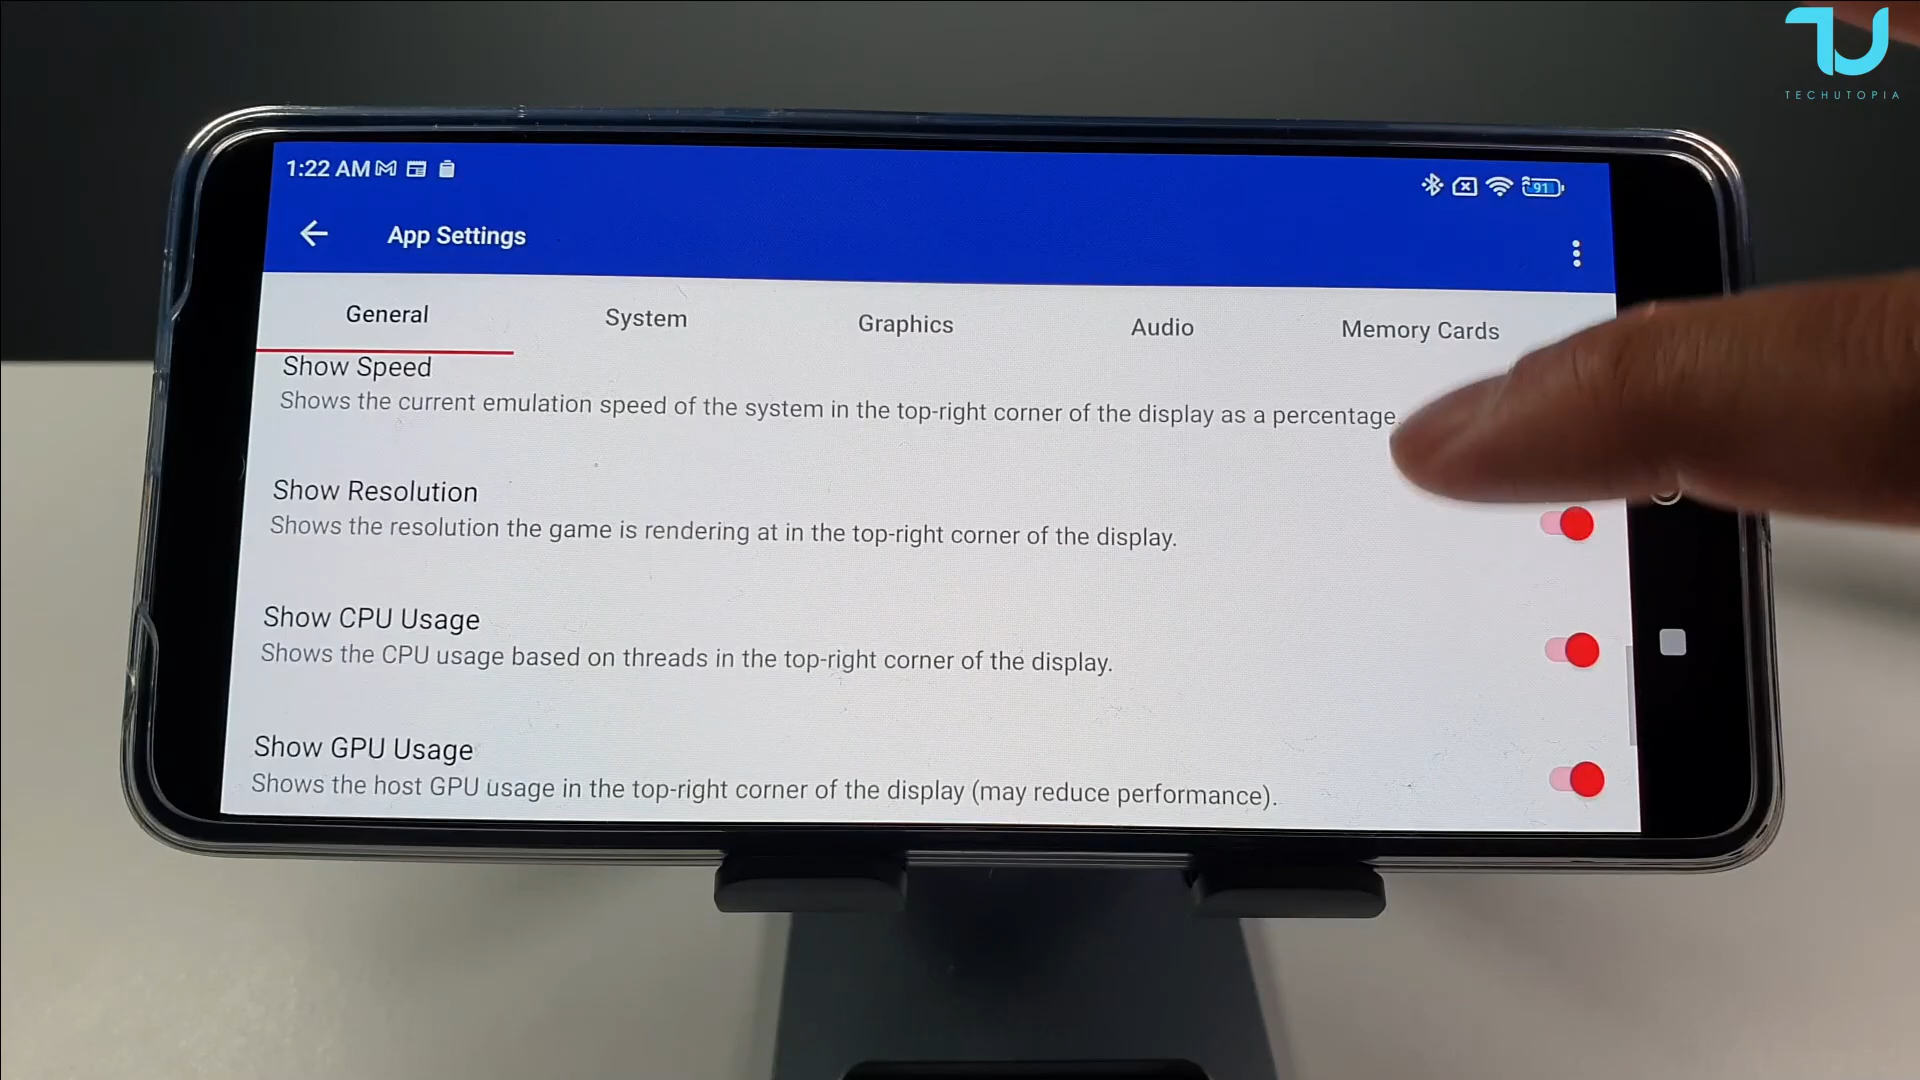 TECHUTOPIA
1:22 AM
91
App Settings
General System Graphics Audio Memory Cards
Show Speed
Shows the current emulation speed of the system in the top-right corner of the display as a percentage.
Show Resolution
Shows the resolution the game is rendering at in the top-right corner of the display.
Show CPU Usage
Shows the CPU usage based on threads in the top-right corner of the display.
Show GPU Usage
Shows the host GPU usage in the top-right corner of the display (may reduce performance).